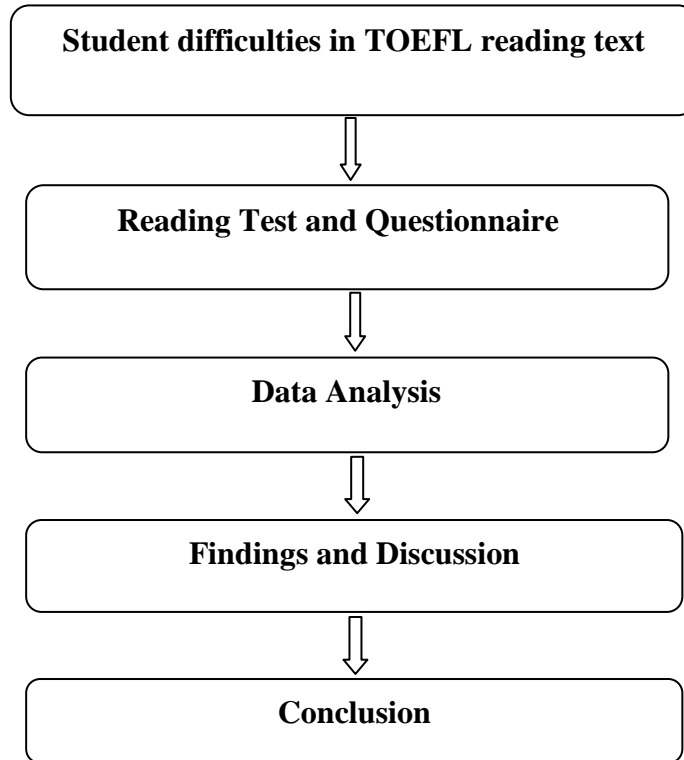 Student difficulties in TOEFL reading text
Reading Test and Questionnaire
Data Analysis
Findings and Discussion
Conclusion